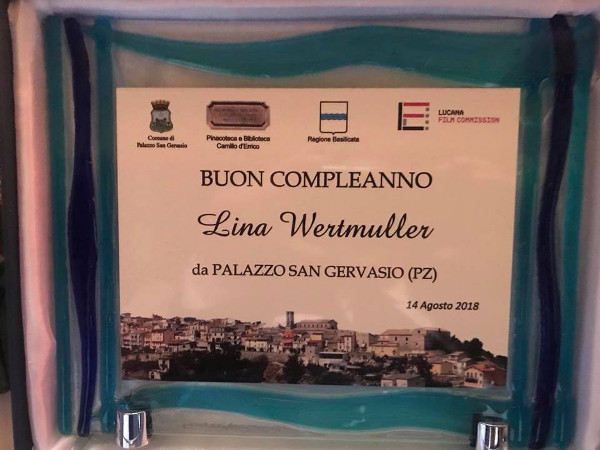 Comune di
Palazzo San Gervasio
Pinacoteca e Biblioteca
Camillo d'Errico
Regione Basilicata
LUCANA
FILM COMMISSION
BUON COMPLEANNO
Lina Wertmuller
da PALAZZO SAN GERVASIO (PZ)
14 Agosto 2018